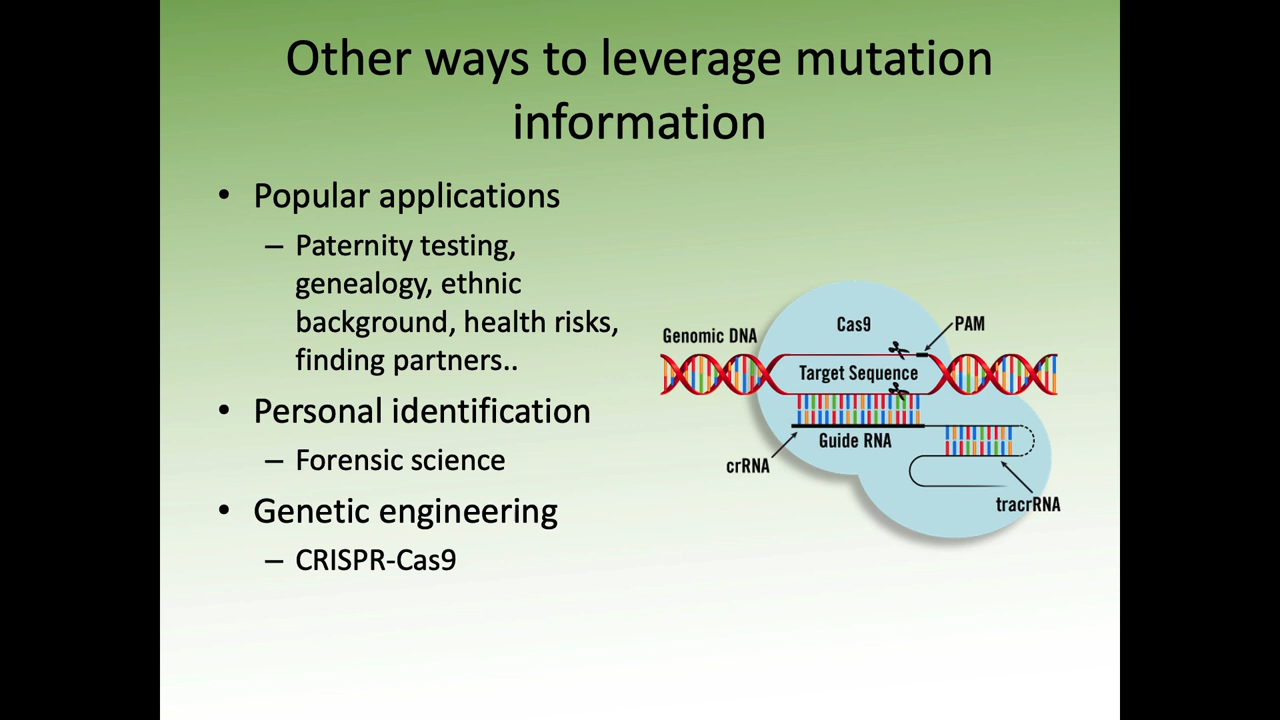 Other ways to leverage mutation
information
• Popular applications
– Paternity testing,
genealogy, ethnic
background, health risks,
finding partners..
• Personal identification
– Forensic science
• Genetic engineering
– CRISPR-Cas9
Genomic DNA
Cas9
PAM
Target Sequence
Guide RNA
crRNA
tracrRNA